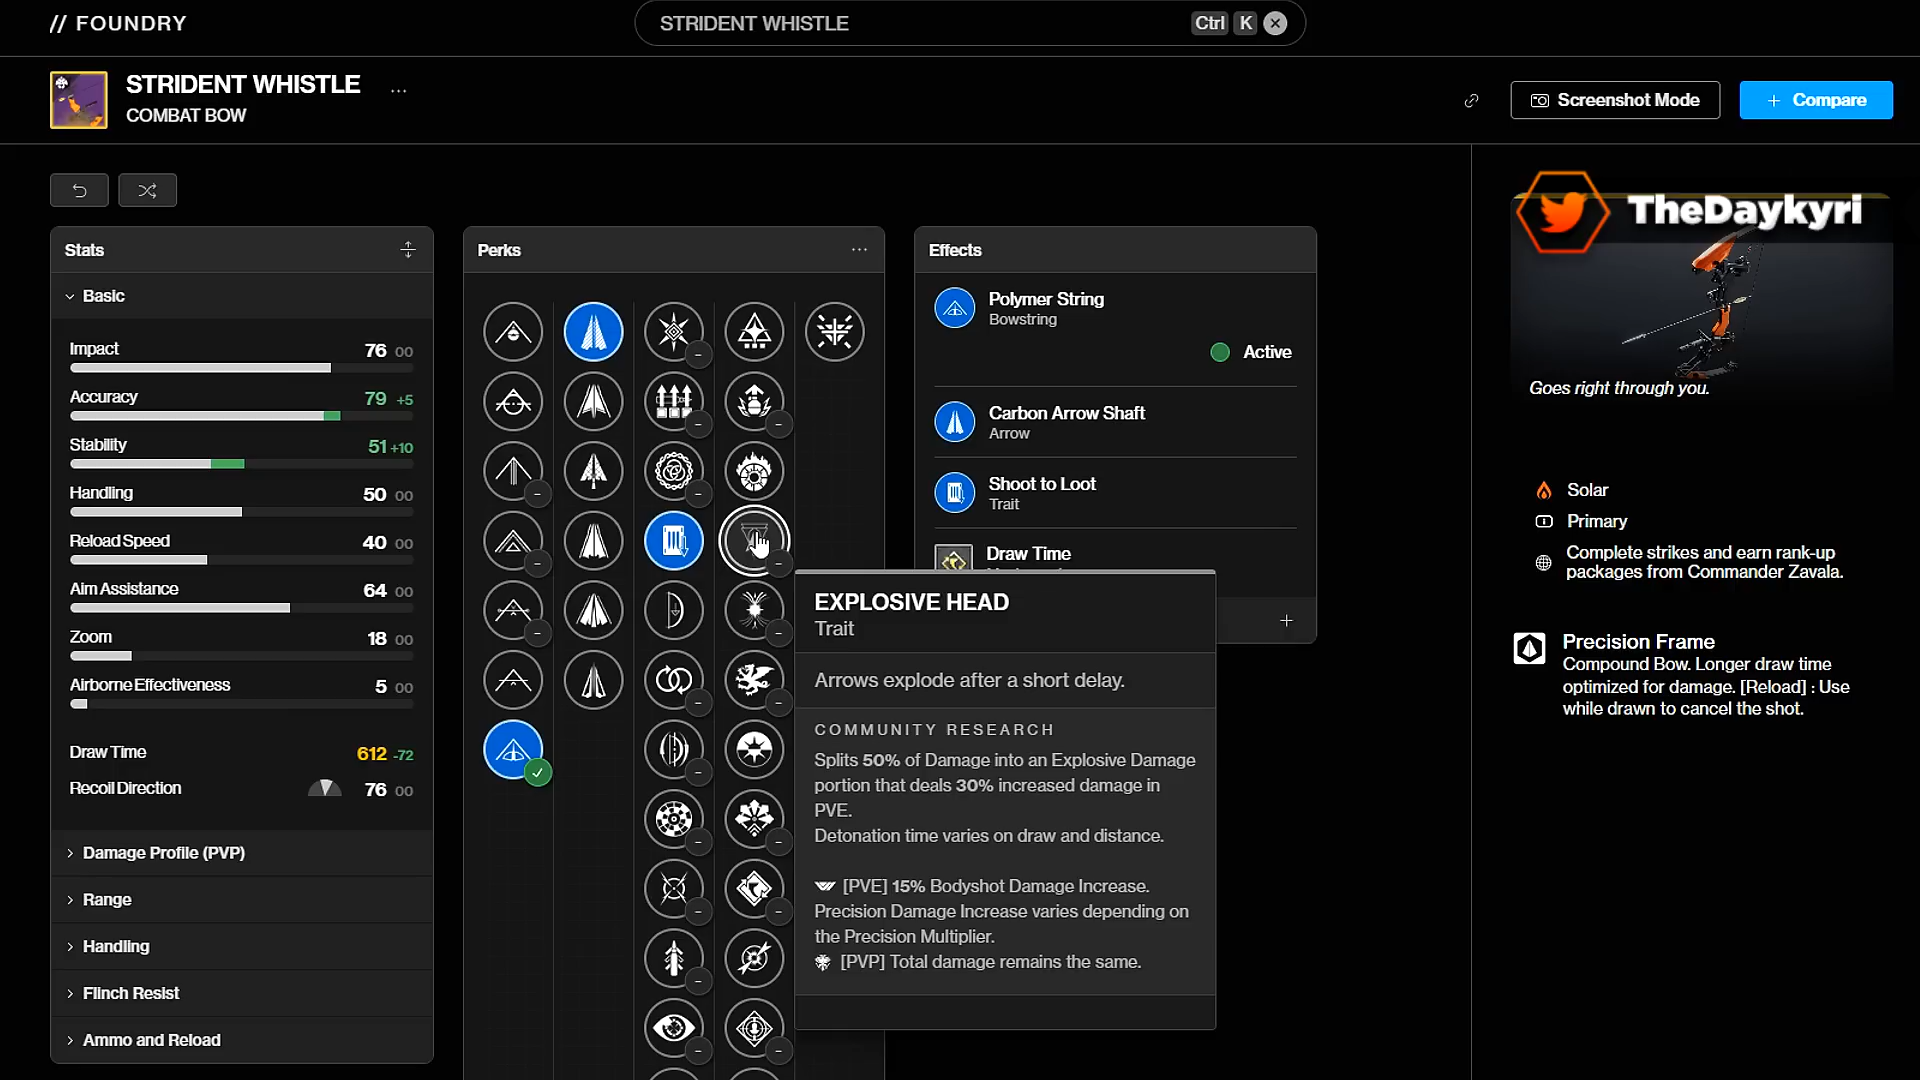 // FOUNDRY
STRIDENT WHISTLE
Ctrl K
STRIDENT WHISTLE
...
COMBAT BOW
Screenshot Mode
+ Compare
Stats
Basic
Impact 76 00
Accuracy 79 +5
Stability 51 +10
Handling 50 00
Reload Speed 40 00
Aim Assistance 64 00
Zoom 18 00
Airborne Effectiveness 5 00
Draw Time 612 -72
Recoil Direction 76 00
Damage Profile (PVP)
Range
Handling
Flinch Resist
Ammo and Reload
Perks
Effects
Polymer String
Bowstring
Active
Carbon Arrow Shaft
Arrow
Shoot to Loot
Trait
Draw Time
EXPLOSIVE HEAD
Trait
Arrows explode after a short delay.
COMMUNITY RESEARCH
Splits 50% of Damage into an Explosive Damage
portion that deals 30% increased damage in
PVE.
Detonation time varies on draw and distance.
[PVE] 15% Bodyshot Damage Increase.
Precision Damage Increase varies depending on
the Precision Multiplier.
[PVP] Total damage remains the same.
TheDaykyri
Goes right through you.
Solar
Primary
Complete strikes and earn rank-up
packages from Commander Zavala.
Precision Frame
Compound Bow. Longer draw time
optimized for damage. [Reload] : Use
while drawn to cancel the shot.